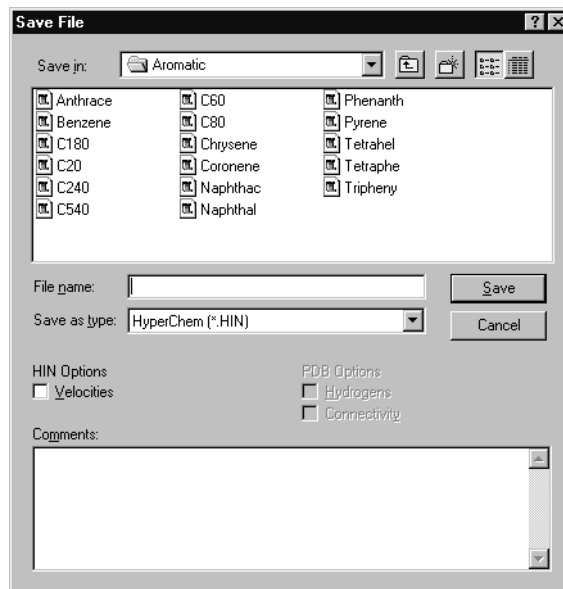 Save File
Save in: Aromatic
Anthrace C60 Phenanth
Benzene C80 Pyrene
C180 Chrysene Tetrahel
C20 Coronene Tetraphe
C240 Naphthac Tripheny
C540 Naphthal
File name: Save
Save as type: HyperChem (*.HIN) Cancel
HIN Options PDB Options
Velocities Hydrogens
Connectivity
Comments: